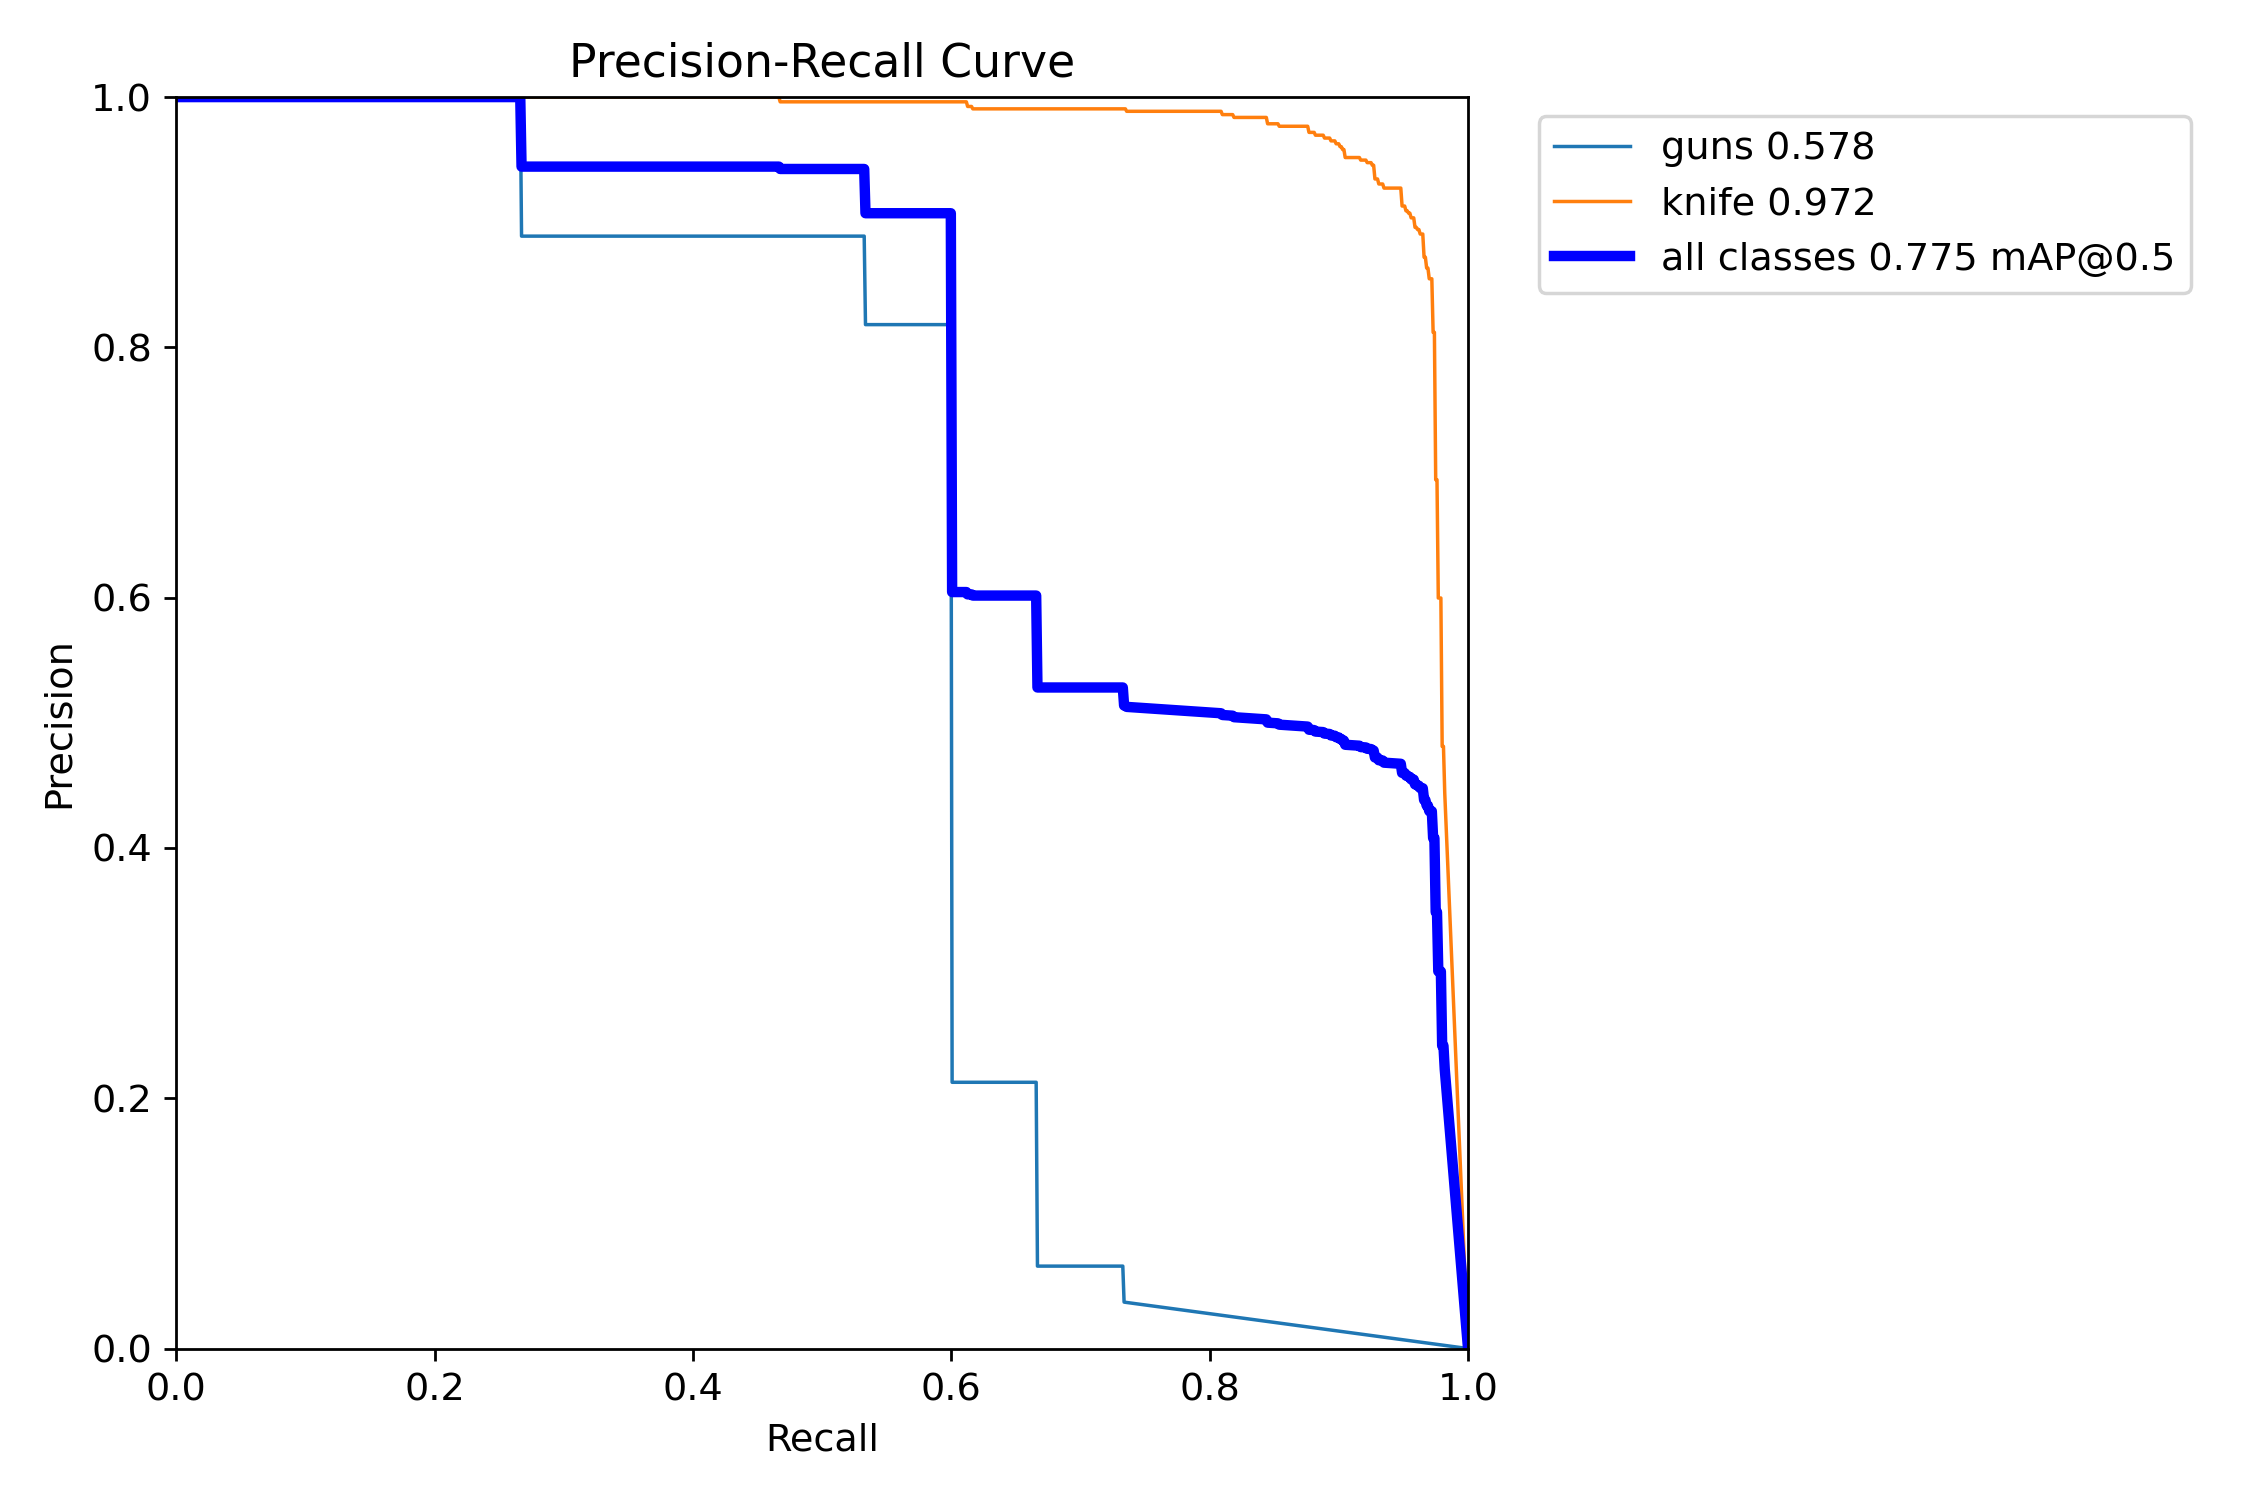 Precision-Recall Curve
1.0
0.8
0.6
0.4
0.2
0.0
Precision
0.0 0.2 0.4 0.6 0.8 1.0
Recall
guns 0.578
knife 0.972
all classes 0.775 mAP@0.5